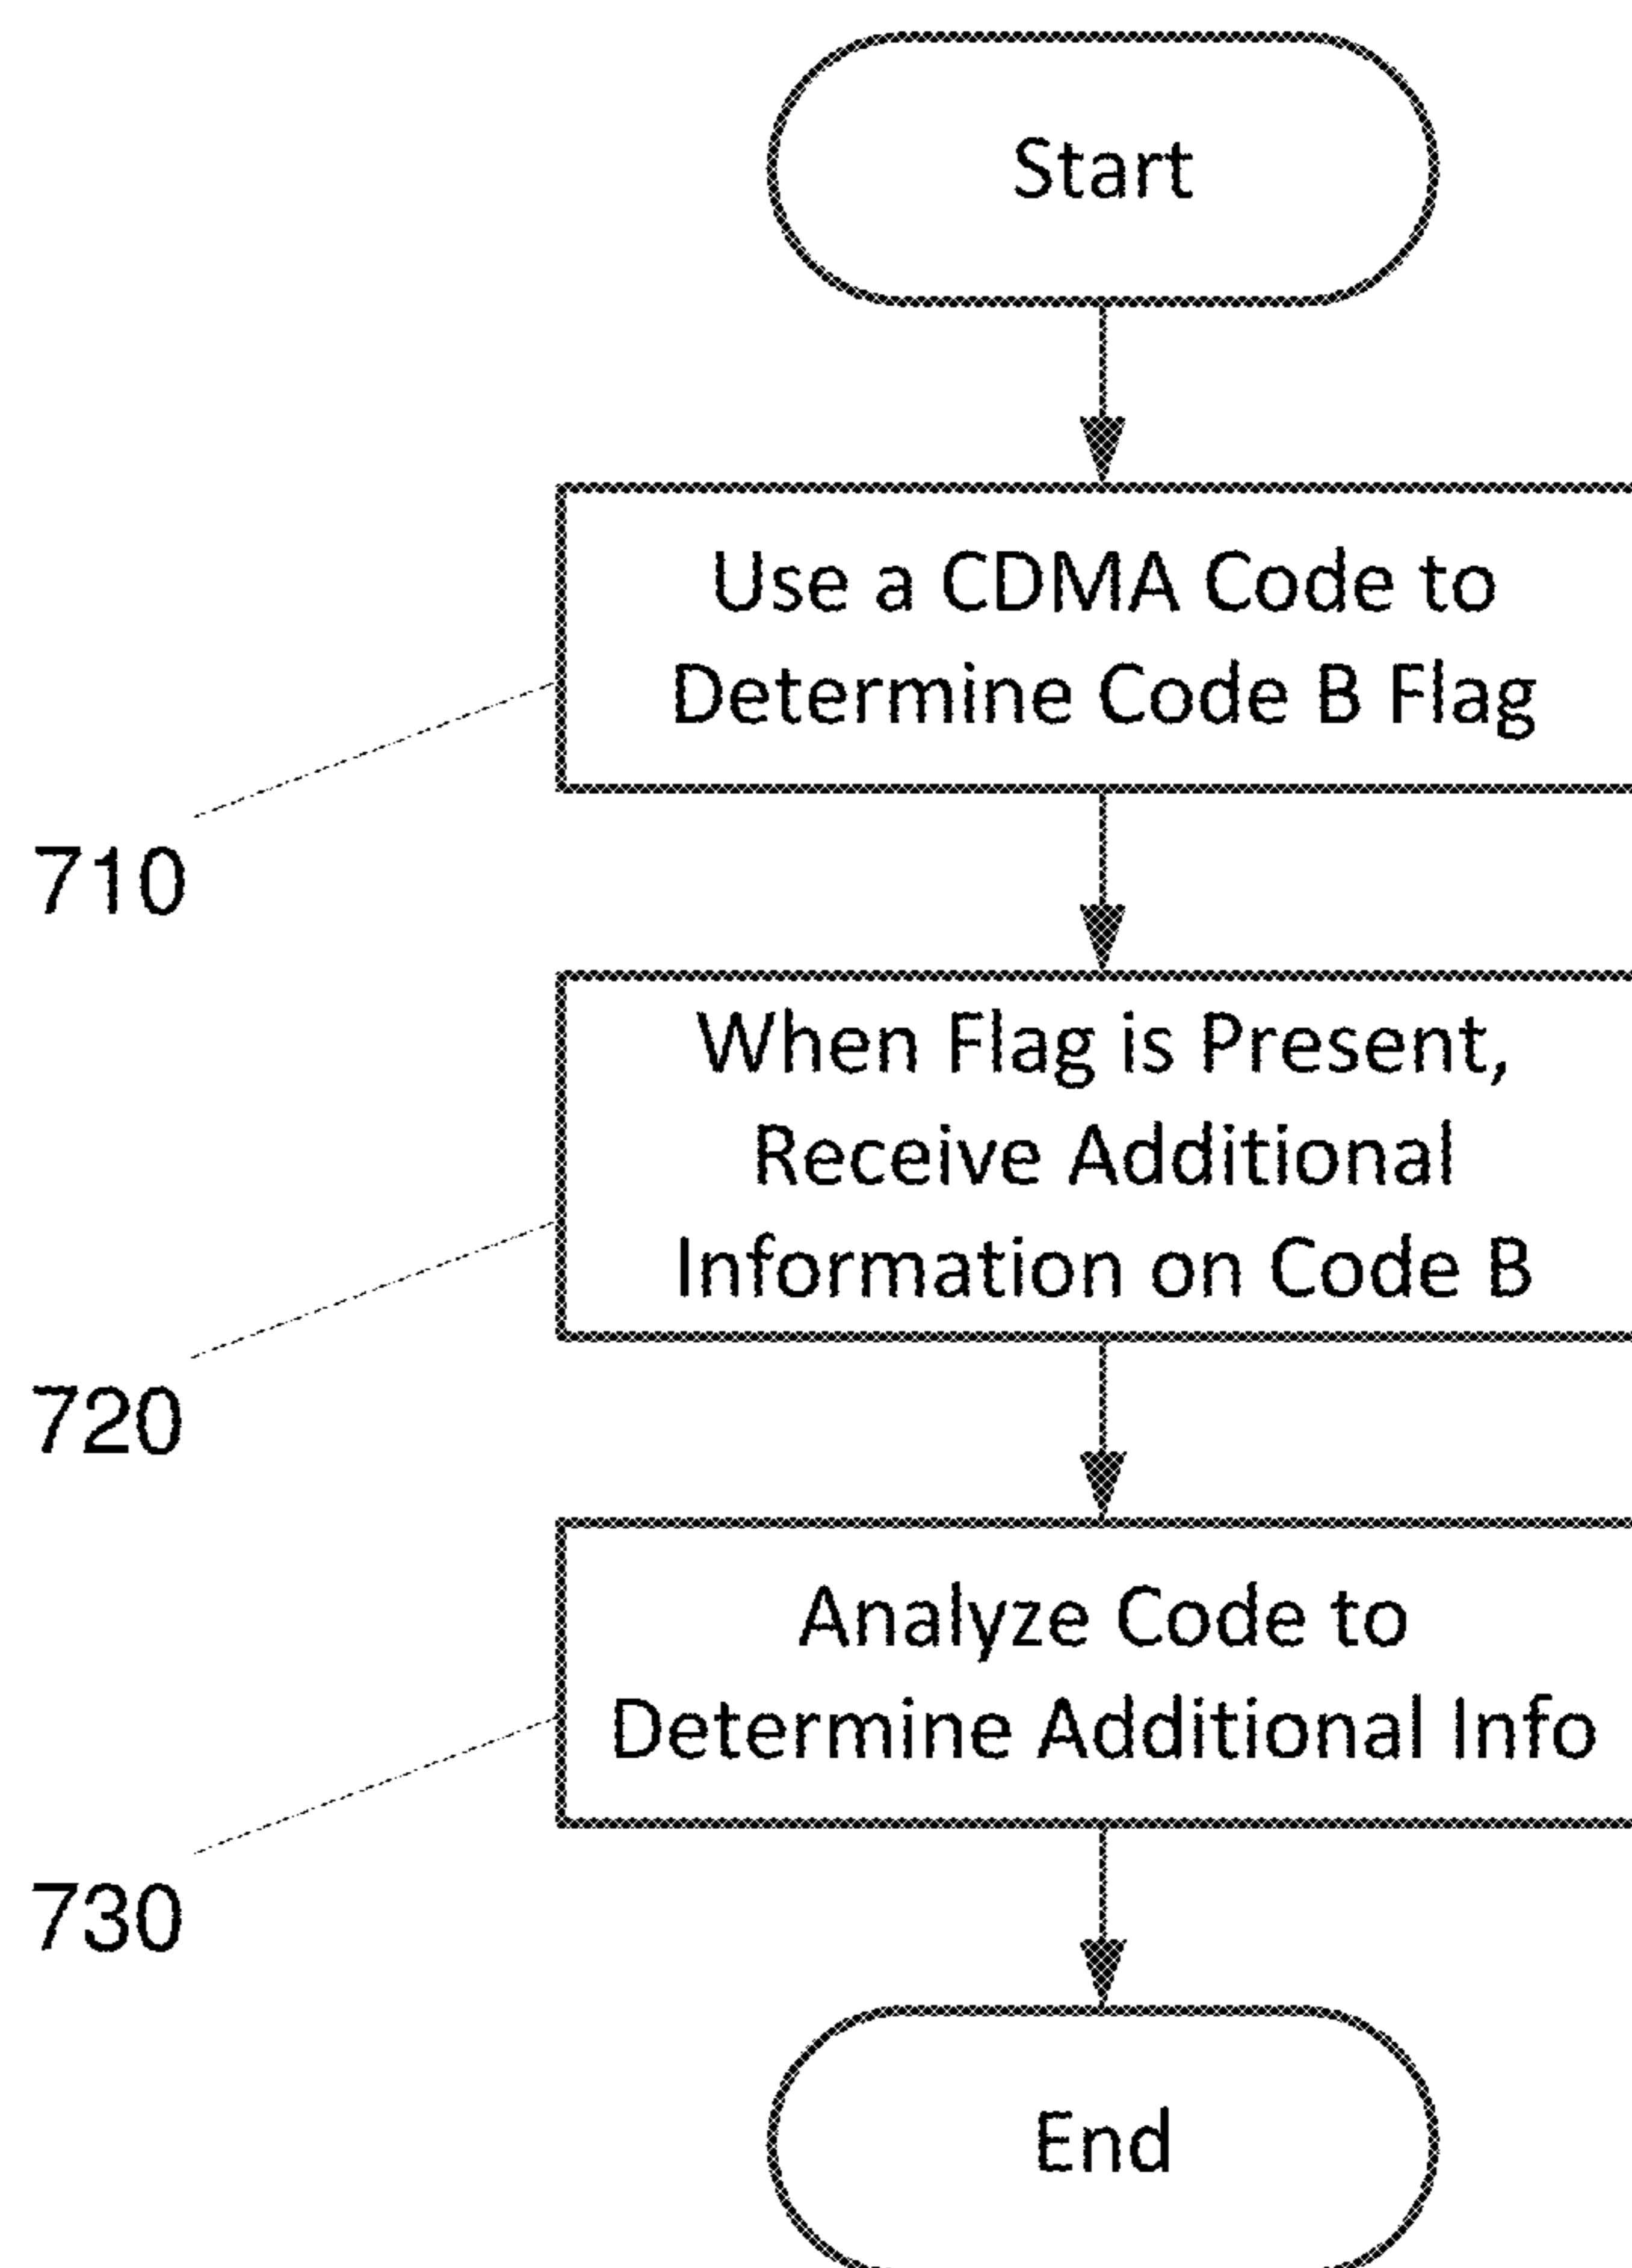 Start
Use a CDMA Code to
Determine Code B Flag
710
When Flag is Present,
Receive Additional
Information on Code B
720
Analyze Code to
Determine Additional Info
730
End